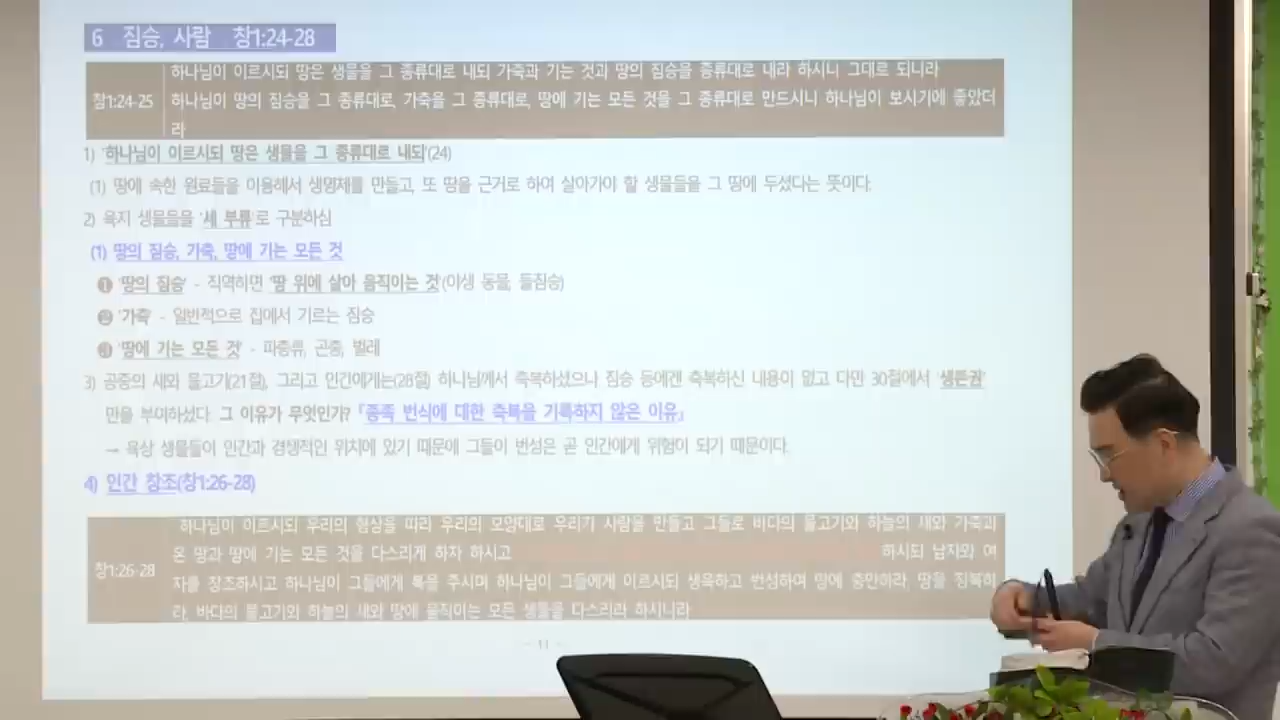 6 짐승, 사람 창1:24-28
하나님이 이르시되 땅은 생물을 그 종류대로 내되 가축과 기는 것과 땅의 짐승을 종류대로 내라 하시니 그대로 되니라
창1:24-25
하나님이 땅의 짐승을 그 종류대로, 가축을 그 종류대로, 땅에 기는 모든 것을 그 종류대로 만드시니 하나님이 보시기에 좋았더
라
1) '하나님이 이르시되 땅은 생물을 그 종류대로 내되'(24)
(1) 땅에 속한 원료들을 이용해서 생명체를 만들고, 또 땅을 근거로 하여 살아가야 할 생물들을 그 땅에 두셨다는 뜻이다.
2) 육지 생물들을 '세 부류'로 구분하심
(1) 땅의 짐승, 가축, 땅에 기는 모든 것
❶ '땅의 짐승' - 직역하면 '땅 위에 살아 움직이는 것'(야생 동물, 들짐승)
❷ '가축' - 일반적으로 집에서 기르는 짐승
❸ '땅에 기는 모든 것' - 파충류, 곤충, 벌레
3) 공중의 새와 물고기(21절), 그리고 인간에게는(28절) 하나님께서 축복하셨으나 짐승 등에겐 축복하신 내용이 없고 다만 30절에서 '생존권'
만을 부여하셨다. 그 이유가 무엇인가? 「종족 번식에 대한 축복을 기록하지 않은 이유」
→ 육상 생물들이 인간과 경쟁적인 위치에 있기 때문에 그들이 번성은 곧 인간에게 위험이 되기 때문이다.
4) 인간 창조(창1:26-28)
하나님이 이르시되 우리의 형상을 따라 우리의 모양대로 우리가 사람을 만들고 그들로 바다의 물고기와 하늘의 새와 가축과
온 땅과 땅에 기는 모든 것을 다스리게 하자 하시고 하시되 남자와 여
창1:26-28
자를 창조하시고 하나님이 그들에게 복을 주시며 하나님이 그들에게 이르시되 생육하고 번성하여 땅에 충만하라, 땅을 정복하
라, 바다의 물고기와 하늘의 새와 땅에 움직이는 모든 생물을 다스리라 하시니라
- 11 -